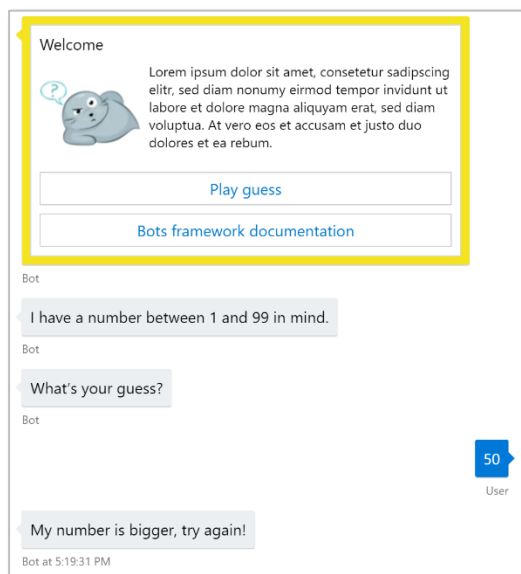 Welcome
?
Lorem ipsum dolor sit amet, consetetur sadipscing
elitr, sed diam nonumy eirmod tempor invidunt ut
labore et dolore magna aliquyam erat, sed diam
voluptua. At vero eos et accusam et justo duo
dolores et ea rebum.
Play guess
Bots framework documentation
Bot
I have a number between 1 and 99 in mind.
Bot
What's your guess?
Bot
50
User
My number is bigger, try again!
Bot at 5:19:31 PM